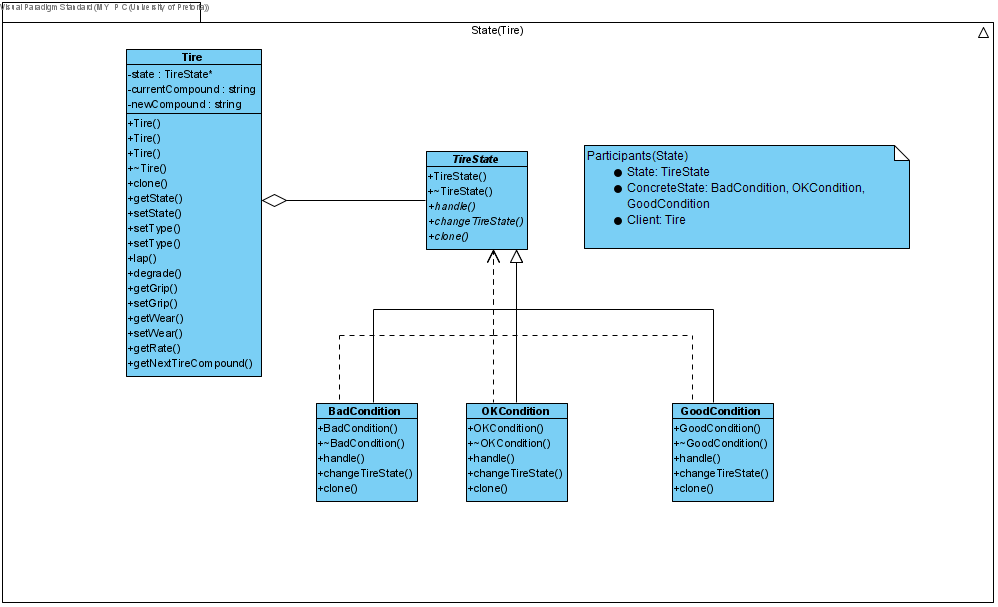 Visual Paradigm Standard(MY P C(University of Pretoria))
State(Tire)
Tire
-state : TireState*
-currentCompound : string
-newCompound : string
+Tire()
+Tire()
+Tire()
+~Tire()
+clone()
+getState()
+setState()
+setType()
+setType()
+lap()
+degrade()
+getGrip()
+setGrip()
+getWear()
+setWear()
+getRate()
+getNextTireCompound()
TireState
+TireState()
+~TireState()
+handle()
+changeTireState()
+clone()
Participants(State)
● State: TireState
● ConcreteState: BadCondition, OKCondition,
GoodCondition
● Client: Tire
BadCondition
+BadCondition()
+~BadCondition()
+handle()
+changeTireState()
+clone()
OKCondition
+OKCondition()
+~OKCondition()
+handle()
+changeTireState()
+clone()
GoodCondition
+GoodCondition()
+~GoodCondition()
+handle()
+changeTireState()
+clone()